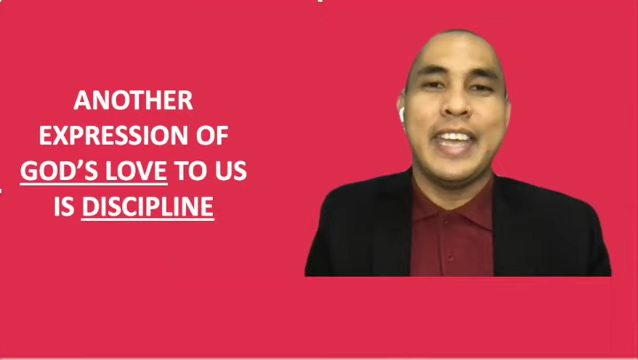 ANOTHER
EXPRESSION OF
GOD'S LOVE TO US
IS DISCIPLINE